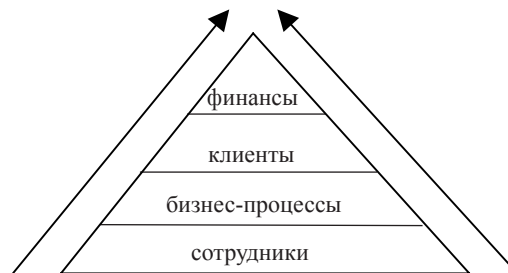 финансы
клиенты
бизнес-процессы
сотрудники